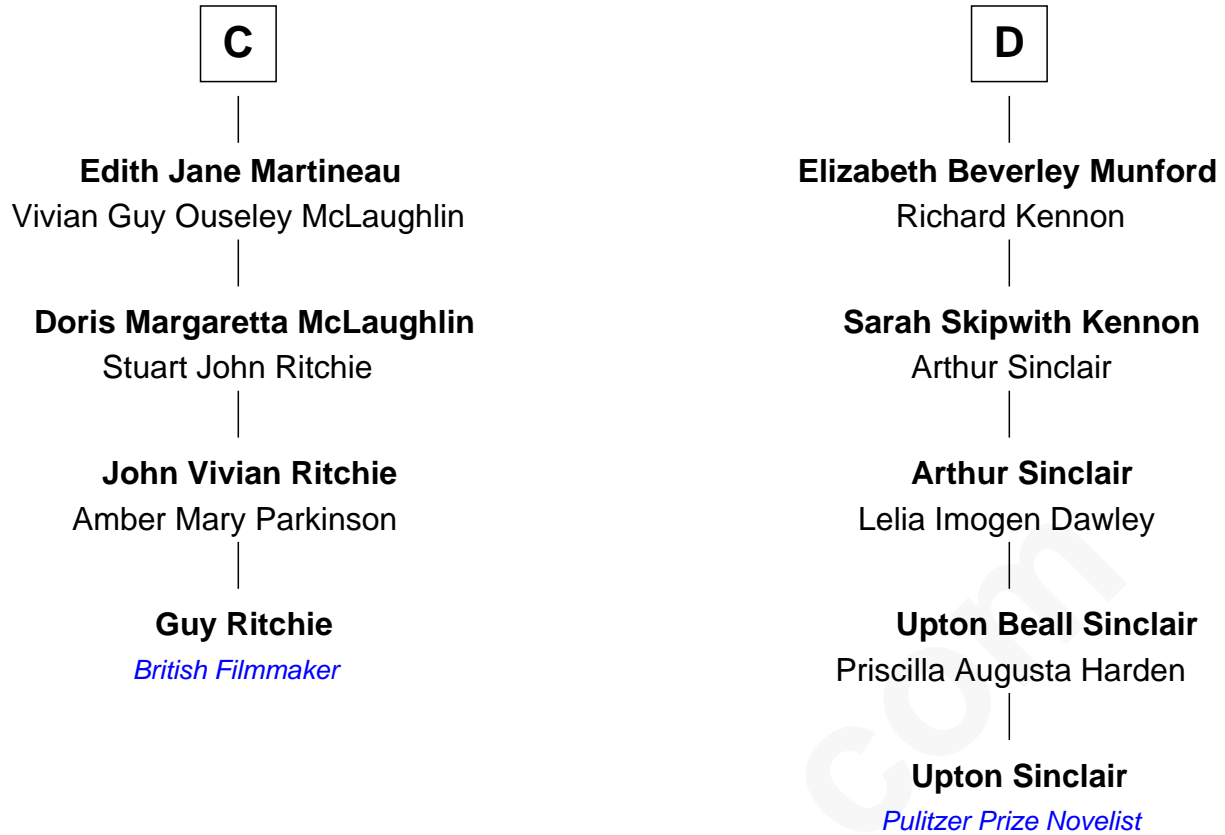 C
Edith Jane Martineau
Vivian Guy Ouseley McLaughlin
Doris Margaretta McLaughlin
Stuart John Ritchie
John Vivian Ritchie
Amber Mary Parkinson
Guy Ritchie
British Filmmaker
D
Elizabeth Beverley Munford
Richard Kennon
Sarah Skipwith Kennon
Arthur Sinclair
Arthur Sinclair
Lelia Imogen Dawley
Upton Beall Sinclair
Priscilla Augusta Harden
Upton Sinclair
Pulitzer Prize Novelist
com